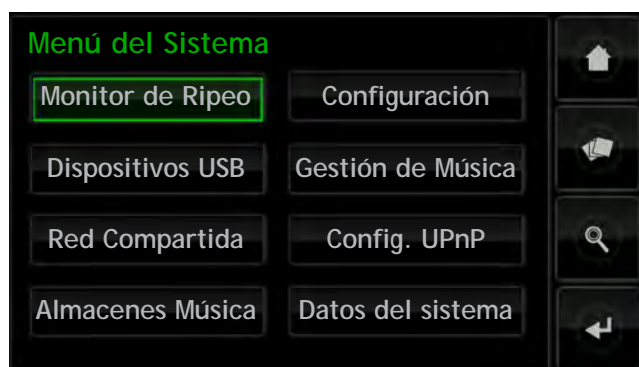 Menú del Sistema
Monitor de Ripeo
Configuración
Dispositivos USB
Gestión de Música
Red Compartida
Config. UPnP
Almacenes Música
Datos del sistema